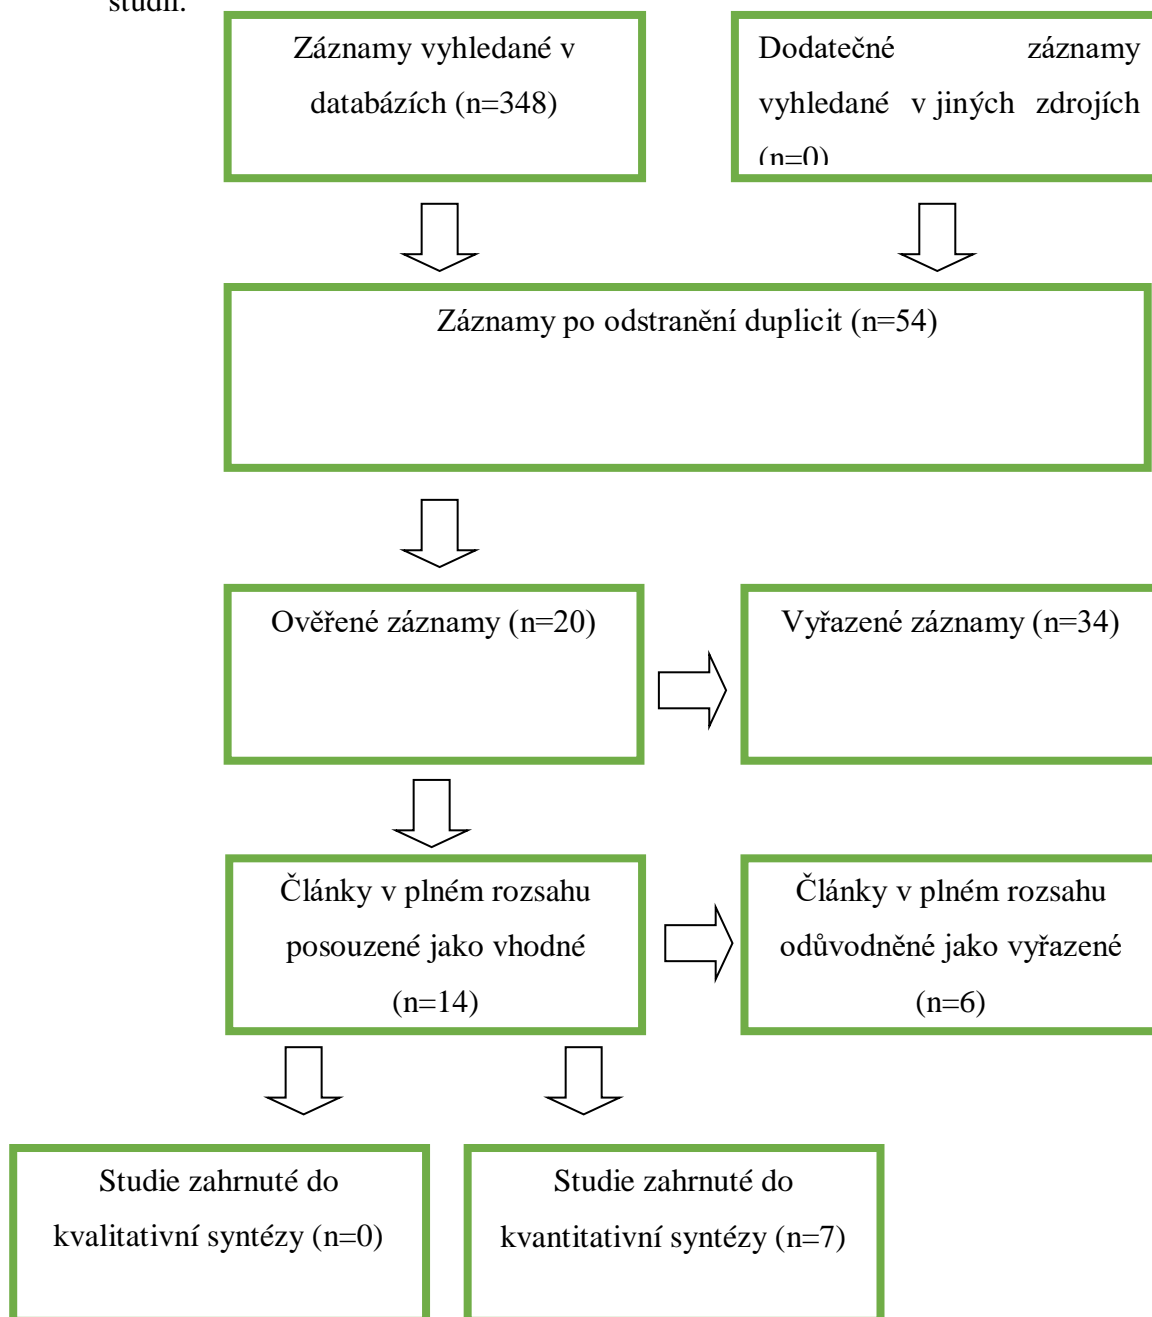 studií.
Záznamy vyhledané v
databázích (n=348)
Dodatečné záznamy
vyhledané v jiných zdrojích
(n=0)
Záznamy po odstranění duplicit (n=54)
Ověřené záznamy (n=20)
Vyřazené záznamy (n=34)
Články v plném rozsahu
posouzené jako vhodné
(n=14)
Články v plném rozsahu
odůvodněné jako vyřazené
(n=6)
Studie zahrnuté do
kvalitativní syntézy (n=0)
Studie zahrnuté do
kvantitativní syntézy (n=7)